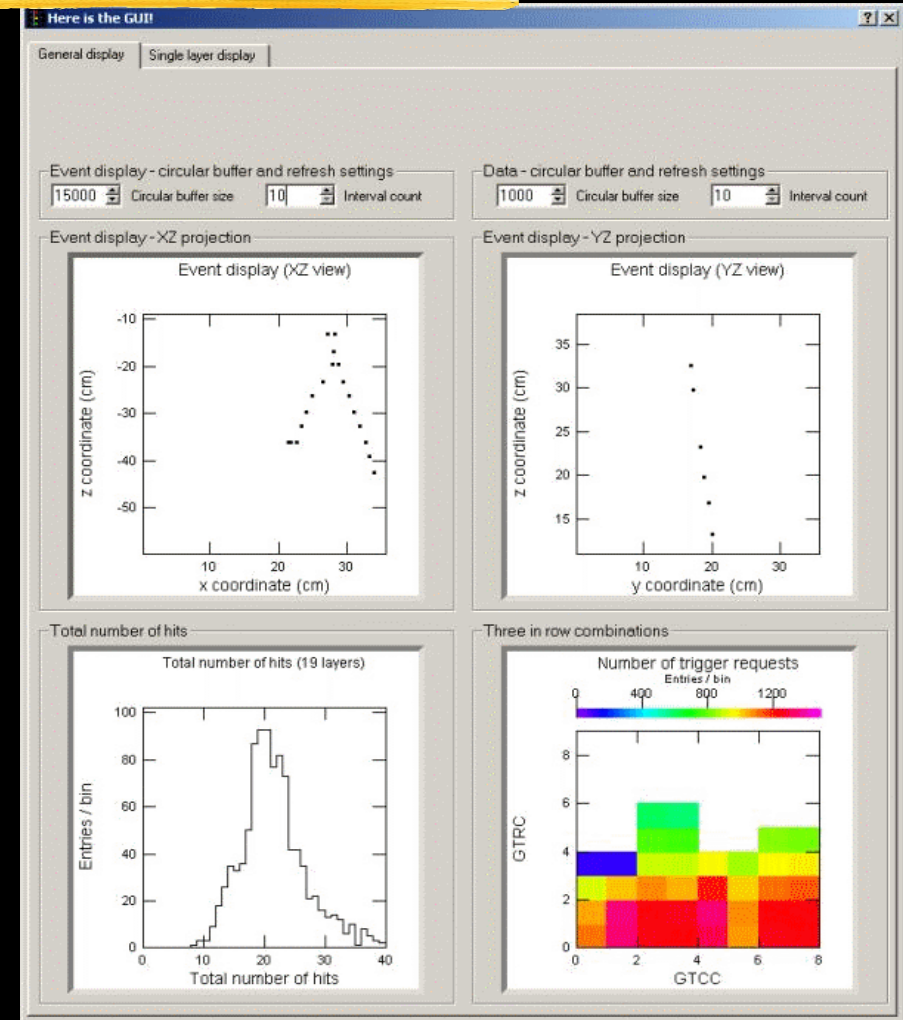 Here is the GUI!
General display
Single layer display
Event display - circular buffer and refresh settings
15000 Circular buffer size 10 Interval count
Data - circular buffer and refresh settings
1000 Circular buffer size 10 Interval count
Event display - XZ projection
Event display (XZ view)
-10
-20
-30
-40
-50
z coordinate (cm)
10 20 30
x coordinate (cm)
Event display - YZ projection
Event display (YZ view)
35
30
25
20
15
z coordinate (cm)
10 20 30
y coordinate (cm)
Total number of hits
Total number of hits (19 layers)
100
80
60
40
20
0
Entries / bin
0 10 20 30 40
Total number of hits
Three in row combinations
Number of trigger requests
Entries / bin
0 400 800 1200
8
6
4
2
0
GTRC
0 2 4 6 8
GTCC